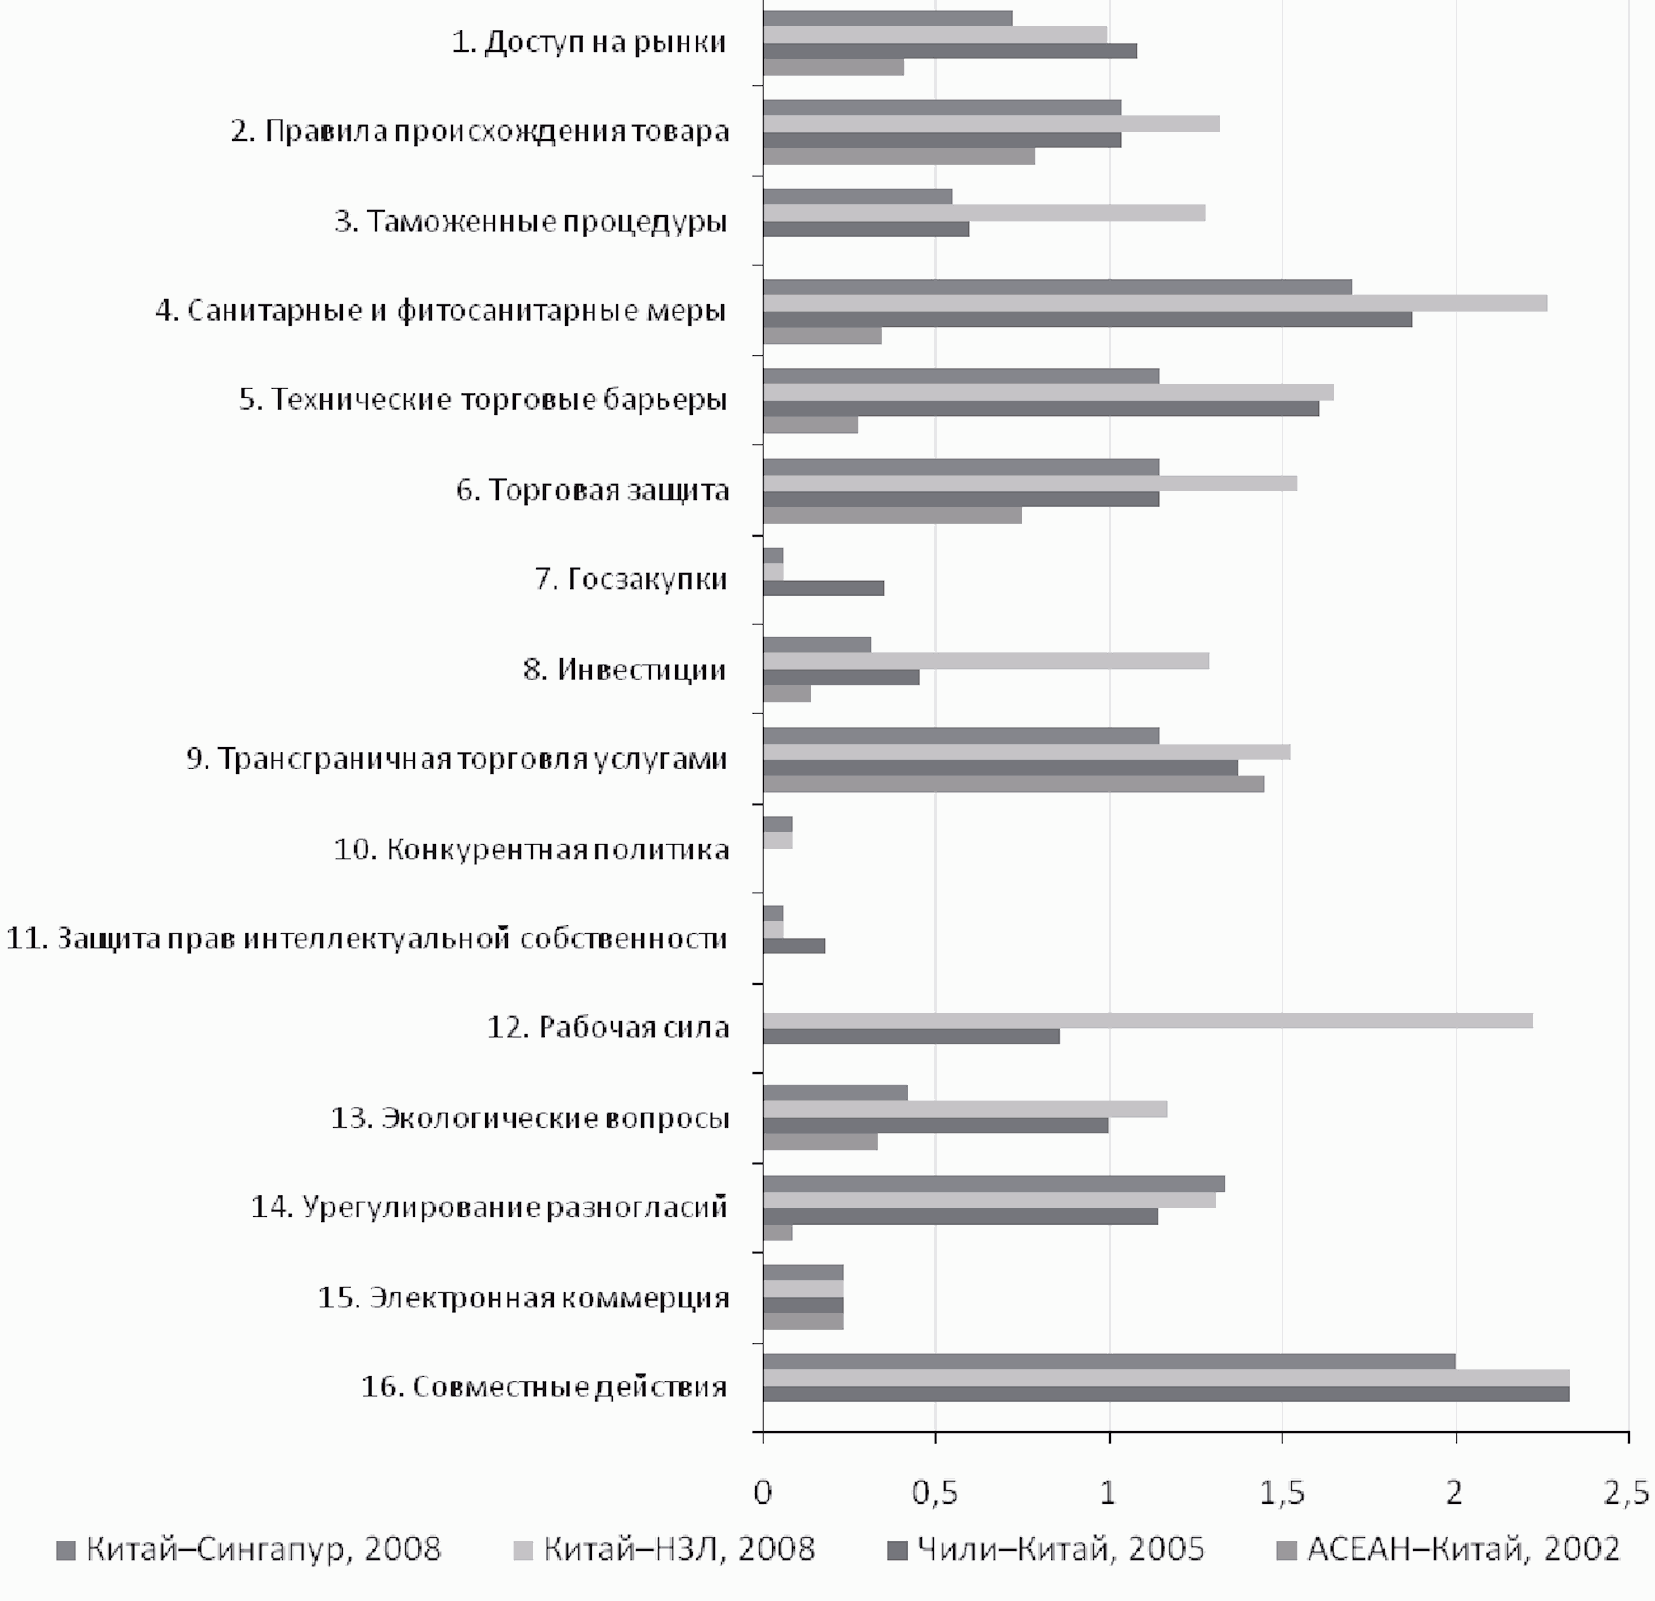 1. Доступ на рынки
2. Правила происхождения товара
3. Таможенные процедуры
4. Санитарные и фитосанитарные меры
5. Технические торговые барьеры
6. Торговая защита
7. Госзакупки
8. Инвестиции
9. Трансграничная торговля услугами
10. Конкурентная политика
11. Защита прав интеллектуальной собственности
12. Рабочая сила
13. Экологические вопросы
14. Урегулирование разногласий
15. Электронная коммерция
16. Совместные действия
0 0,5 1 1,5 2 2,5
Китай–Сингапур, 2008 Китай–НЗЛ, 2008 Чили–Китай, 2005 АСЕАН–Китай, 2002